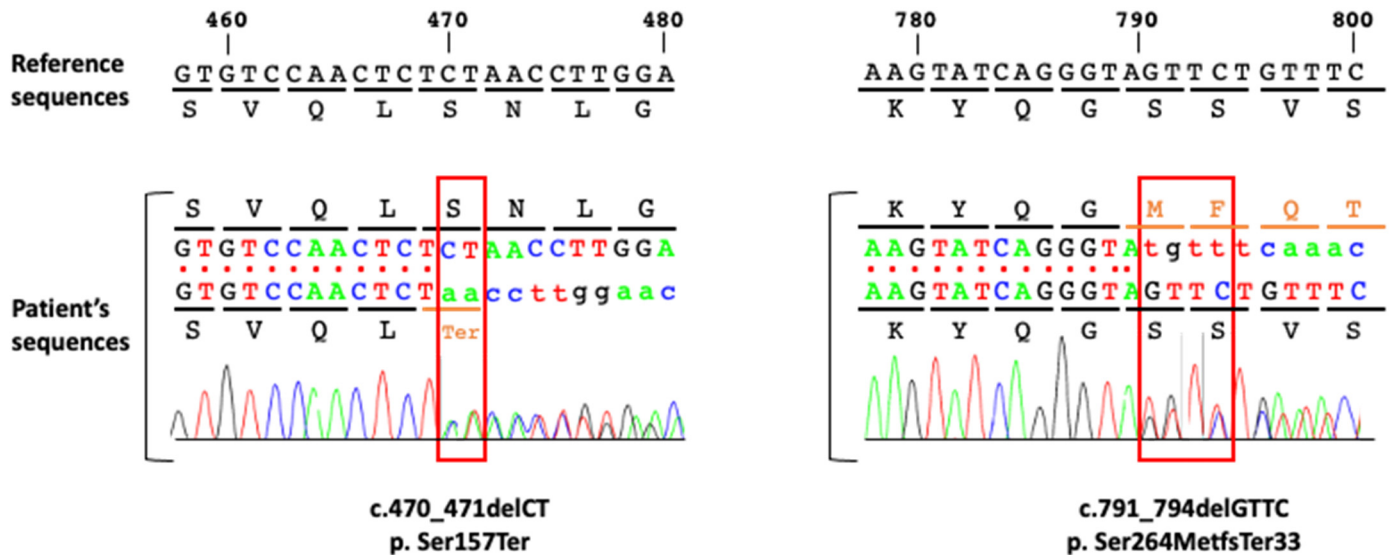 460 470 480
780 790 800
Reference sequences
GTGTCCAACTCTCTAACCTTGGA
S V Q L S N L G
AAGTATCAGGGTAGTTCTGTTTC
K Y Q G S S V S
Patient's sequences
S V Q L S N L G
GTGTCCAACTCTCTAACCTTGGA
GTGTCCAACTCTaaccttggaac
S V Q L Ter
K Y Q G M F Q T
AAGTATCAGGGTAtgtttcaaac
AAGTATCAGGGTAGTTCTGTTTC
K Y Q G S S V S
c.470_471delCT
p. Ser157Ter
c.791_794delGTTC
p. Ser264MetfsTer33